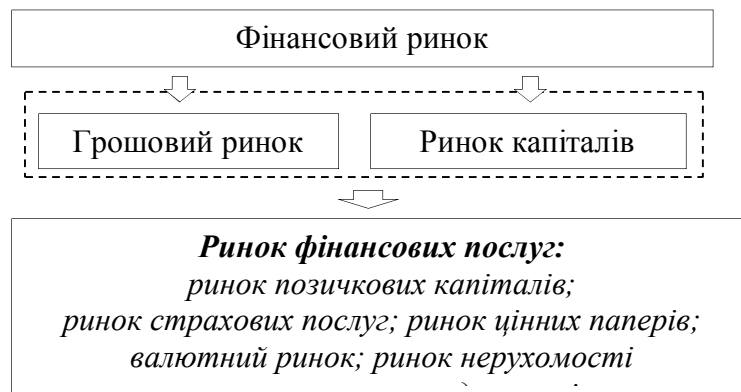 Фінансовий ринок
Грошовий ринок
Ринок капіталів
Ринок фінансових послуг:
ринок позичкових капіталів;
ринок страхових послуг; ринок цінних паперів;
валютний ринок; ринок нерухомості